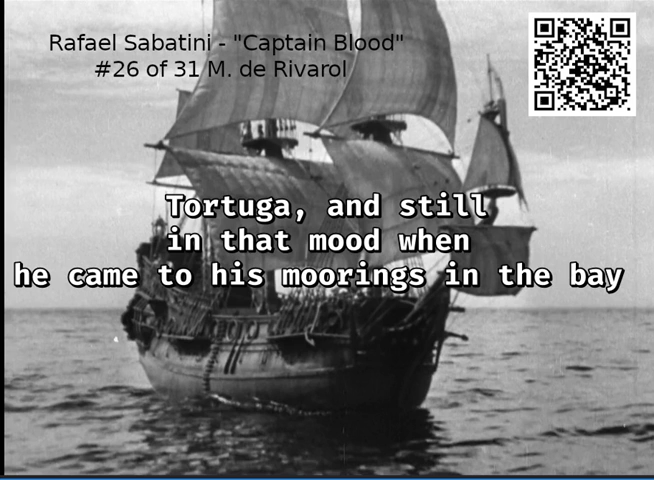 Rafael Sabatini - "Captain Blood"
#26 of 31 M. de Rivarol
Tortuga, and still
in that mood when
he came to his moorings in the bay